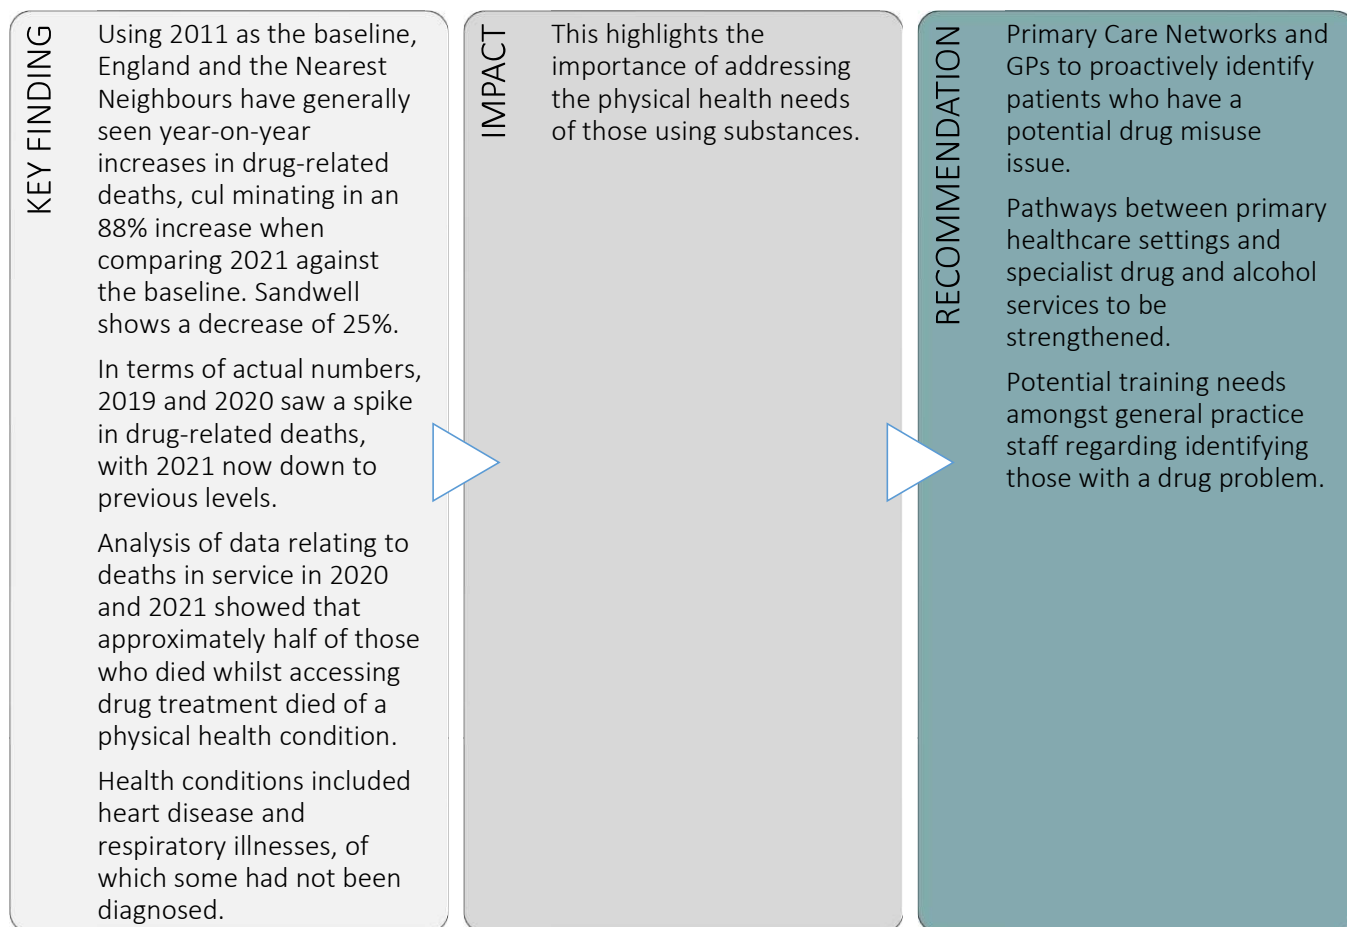 KEY FINDING
Using 2011 as the baseline,
England and the Nearest
Neighbours have generally
seen year-on-year
increases in drug-related
deaths, cul minating in an
88% increase when
comparing 2021 against
the baseline. Sandwell
shows a decrease of 25%.
In terms of actual numbers,
2019 and 2020 saw a spike
in drug-related deaths,
with 2021 now down to
previous levels.
Analysis of data relating to
deaths in service in 2020
and 2021 showed that
approximately half of those
who died whilst accessing
drug treatment died of a
physical health condition.
Health conditions included
heart disease and
respiratory illnesses, of
which some had not been
diagnosed.
IMPACT
This highlights the
importance of addressing
the physical health needs
of those using substances.
RECOMMENDATION
Primary Care Networks and
GPs to proactively identify
patients who have a
potential drug misuse
issue.
Pathways between primary
healthcare settings and
specialist drug and alcohol
services to be
strengthened.
Potential training needs
amongst general practice
staff regarding identifying
those with a drug problem.